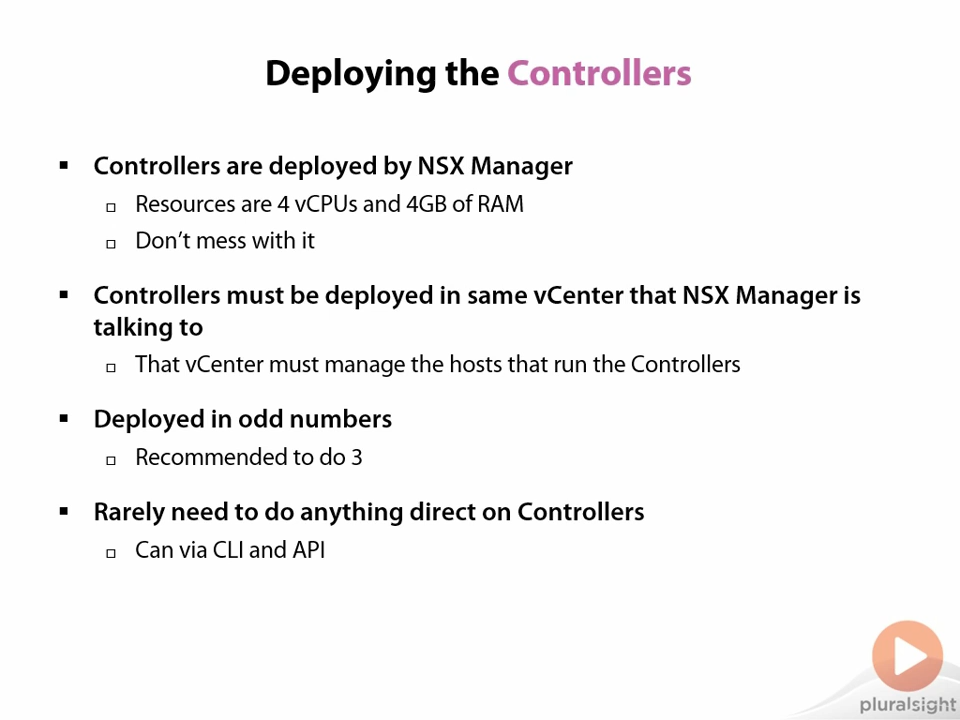 Deploying the Controllers
▪ Controllers are deployed by NSX Manager
▫ Resources are 4 vCPUs and 4GB of RAM
▫ Don’t mess with it
▪ Controllers must be deployed in same vCenter that NSX Manager is
talking to
▫ That vCenter must manage the hosts that run the Controllers
▪ Deployed in odd numbers
▫ Recommended to do 3
▪ Rarely need to do anything direct on Controllers
▫ Can via CLI and API
pluralsight